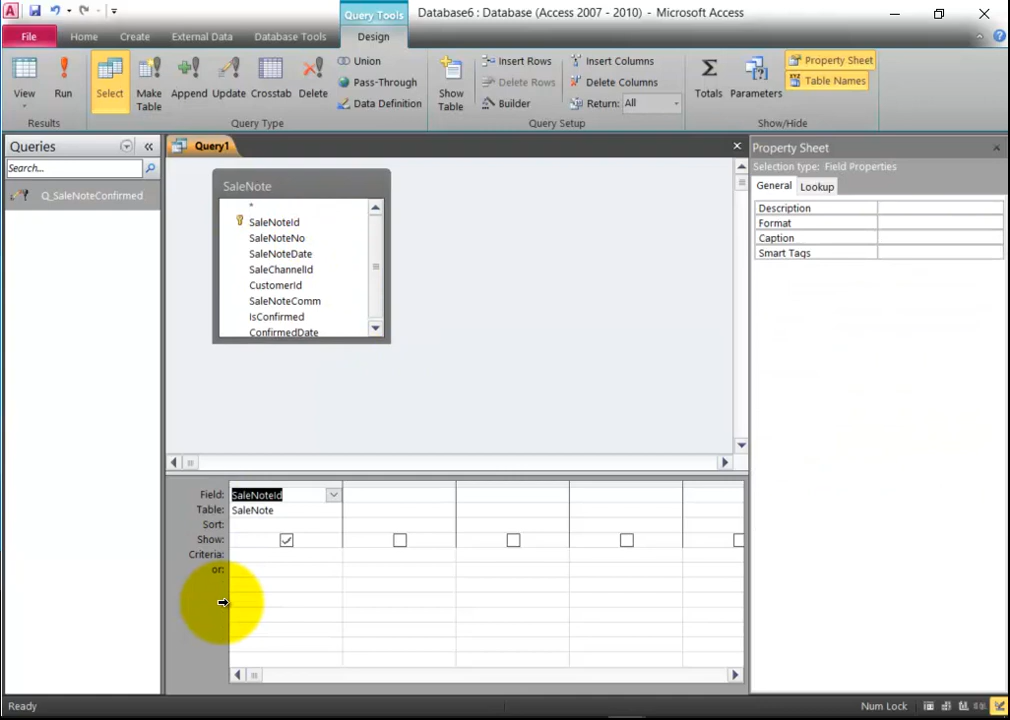 Query Tools
Database6 : Database (Access 2007 - 2010) - Microsoft Access
File Home Create External Data Database Tools Design
View Run Select Make Table Append Update Crosstab Delete
Union
Pass-Through
Data Definition
Show Table
Insert Rows
Delete Rows
Builder
Insert Columns
Delete Columns
Return: All
Totals Parameters
Property Sheet
Table Names
Results Query Type Query Setup Show/Hide
Queries
Search...
Q_SaleNoteConfirmed
Query1
SaleNote
*
SaleNoteId
SaleNoteNo
SaleNoteDate
SaleChannelId
CustomerId
SaleNoteComm
IsConfirmed
ConfirmedDate
Field: SaleNoteId
Table: SaleNote
Sort:
Show:
Criteria:
or:
Property Sheet
Selection type: Field Properties
General Lookup
Description
Format
Caption
Smart Tags
Ready
Num Lock